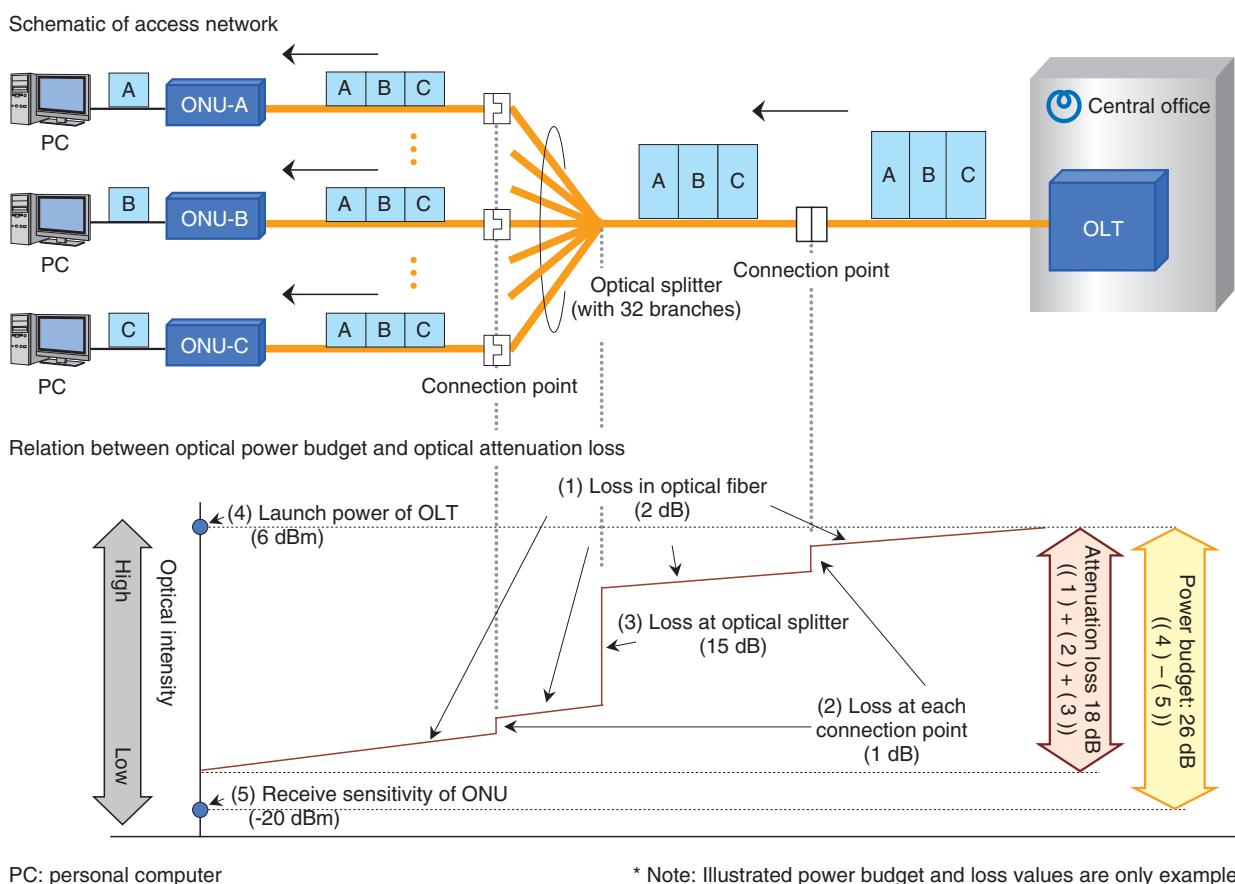 Schematic of access network
A
ONU-A
A B C
PC
A B C
A B C
Central office
B
ONU-B
A B C
OLT
PC
Connection point
Optical splitter
(with 32 branches)
C
ONU-C
A B C
PC
Connection point
Relation between optical power budget and optical attenuation loss
(1) Loss in optical fiber
(2 dB)
(4) Launch power of OLT
(6 dBm)
High
Optical intensity
Low
(3) Loss at optical splitter
(15 dB)
(2) Loss at each
connection point
(1 dB)
Attenuation loss 18 dB
((1)+(2)+(3))
Power budget: 26 dB
((4)–(5))
(5) Receive sensitivity of ONU
(-20 dBm)
PC: personal computer
* Note: Illustrated power budget and loss values are only example